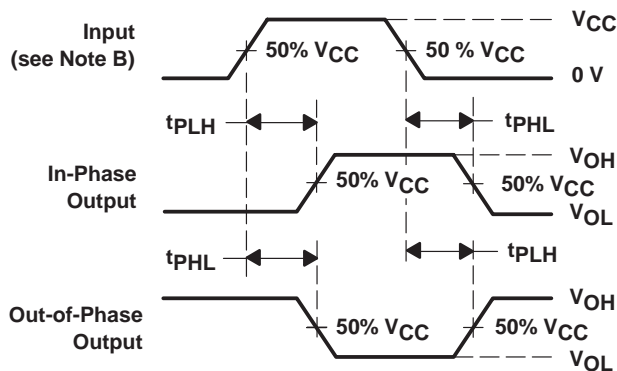 Input
(see Note B)
50% VCC
50 % VCC
VCC
0 V
tPLH
tPHL
In-Phase
Output
50% VCC
50% VCC
VOH
VOL
tPHL
tPLH
Out-of-Phase
Output
50% VCC
50% VCC
VOH
VOL